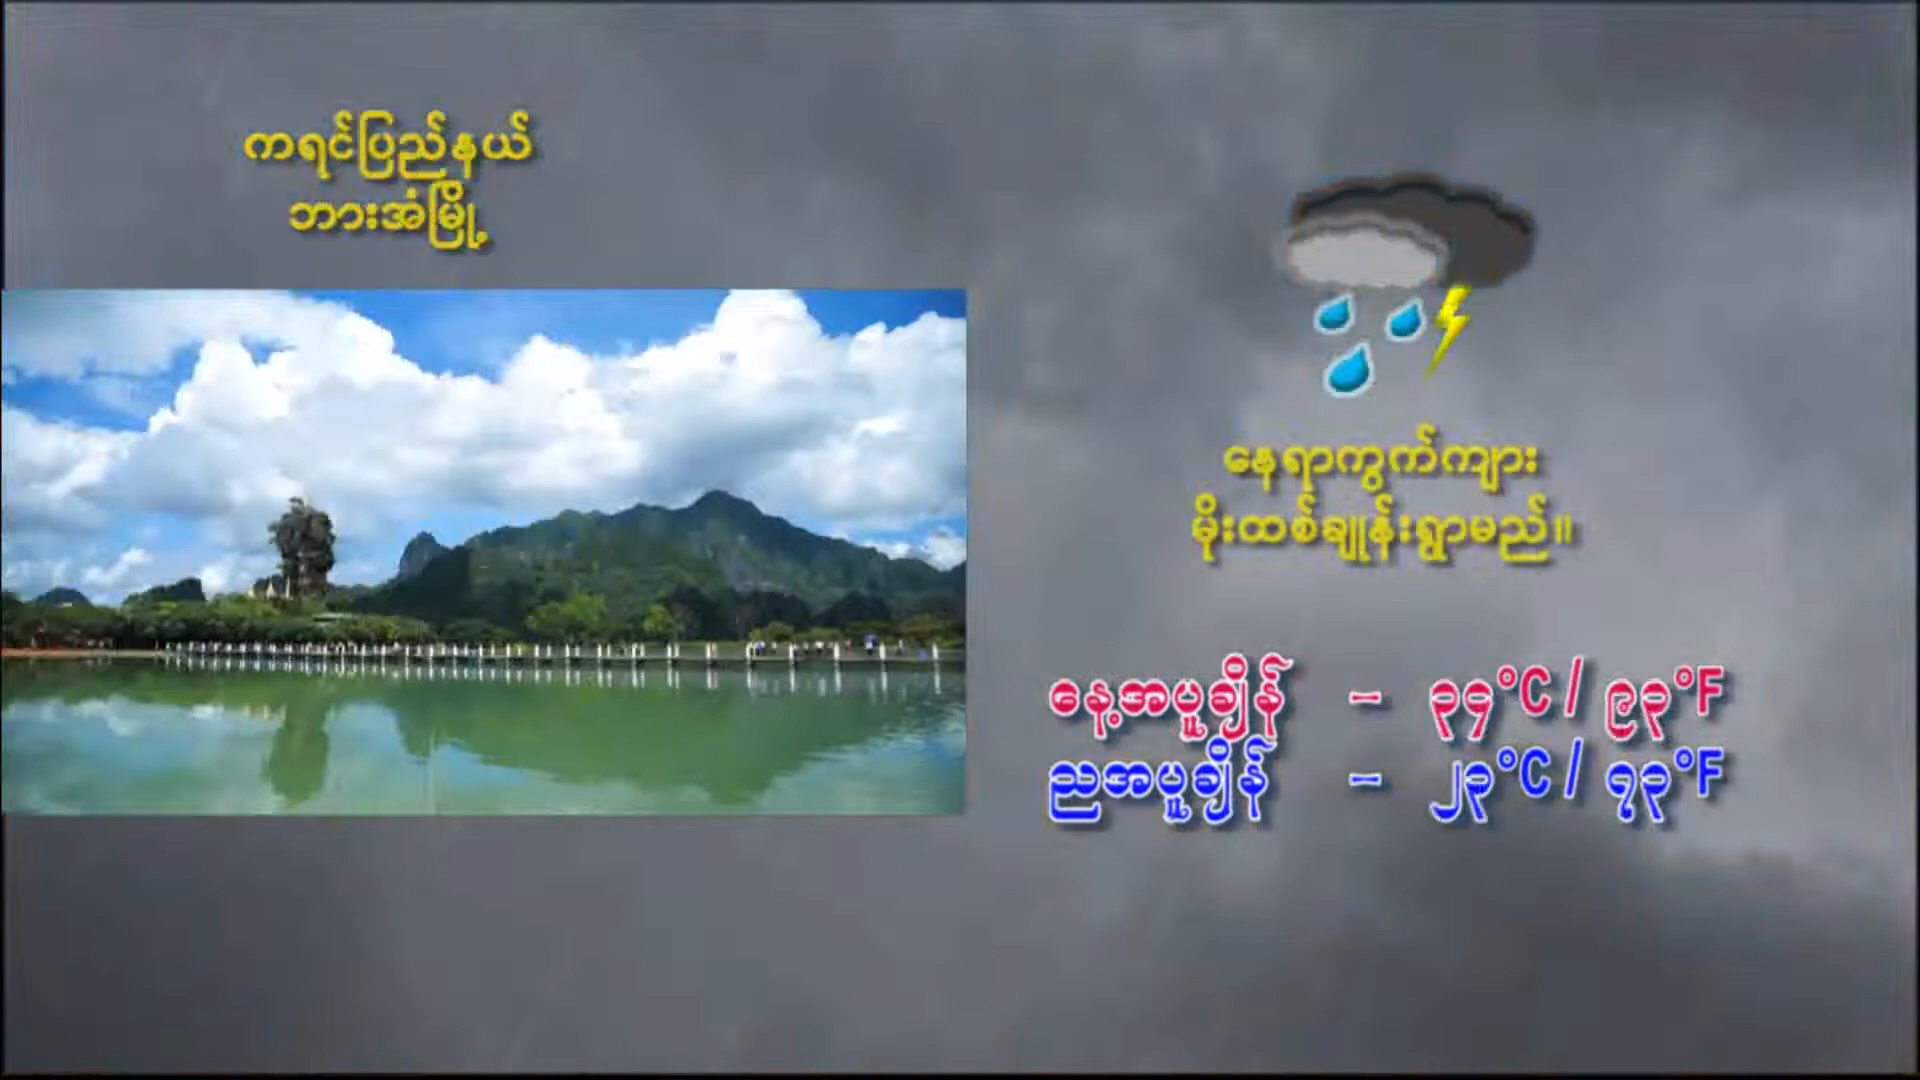 ကရင်ပြည်နယ်
ဘားအံမြို့
နေရာကွက်ကျား
မိုးထစ်ချုန်းရွာမည်။
နေ့အပူချိန် - ၃၄°C / ၉၃°F
ညအပူချိန် - ၂၃°C / ၇၃°F